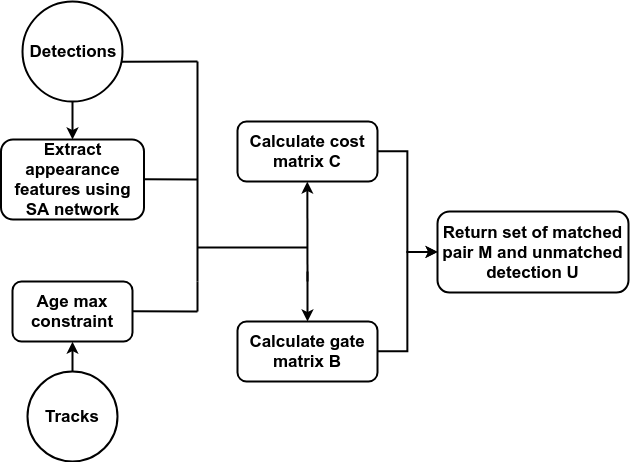 Detections
Extract
appearance
features using
SA network
Age max
constraint
Tracks
Calculate cost
matrix C
Calculate gate
matrix B
Return set of matched
pair M and unmatched
detection U